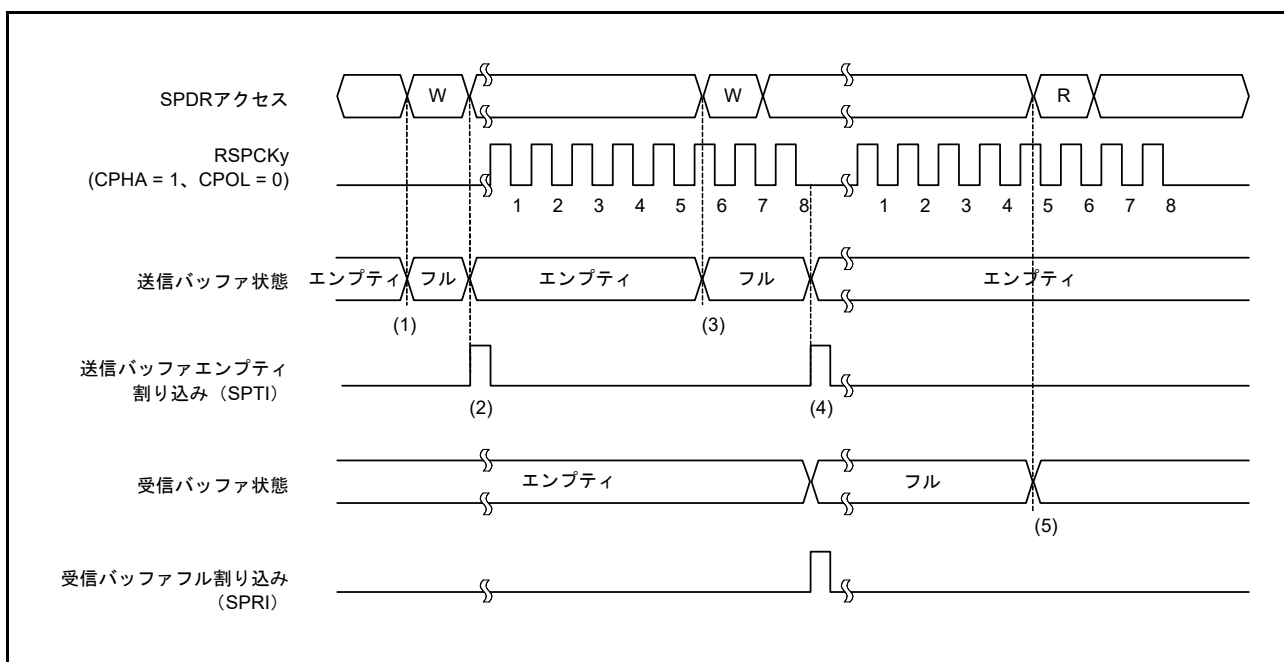 SPDRアクセス
W
W
R
RSPCKy
(CPHA = 1、CPOL = 0)
1 2 3 4 5 6 7 8 1 2 3 4 5 6 7 8
送信バッファ状態
エンプティ
フル
エンプティ
フル
エンプティ
(1)
(3)
送信バッファエンプティ
割り込み（SPTI）
(2)
(4)
受信バッファ状態
エンプティ
フル
(5)
受信バッファフル割り込み
（SPRI）